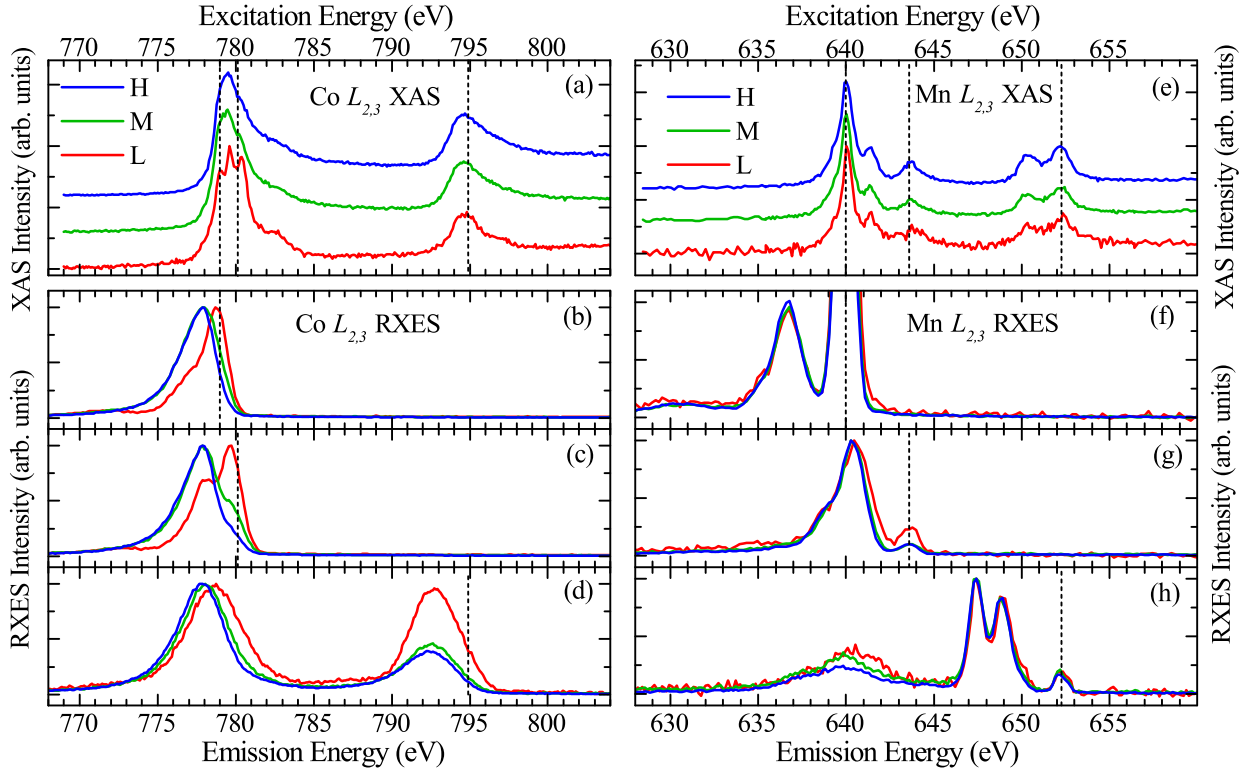 Excitation Energy (eV)
770 775 780 785 790 795 800
XAS Intensity (arb. units)
H
M
L
Co L2,3 XAS
(a)
Co L2,3 RXES
(b)
(c)
(d)
RXES Intensity (arb. units)
770 775 780 785 790 795 800
Emission Energy (eV)
Excitation Energy (eV)
630 635 640 645 650 655
XAS Intensity (arb. units)
H
M
L
Mn L2,3 XAS
(e)
Mn L2,3 RXES
(f)
(g)
(h)
RXES Intensity (arb. units)
630 635 640 645 650 655
Emission Energy (eV)